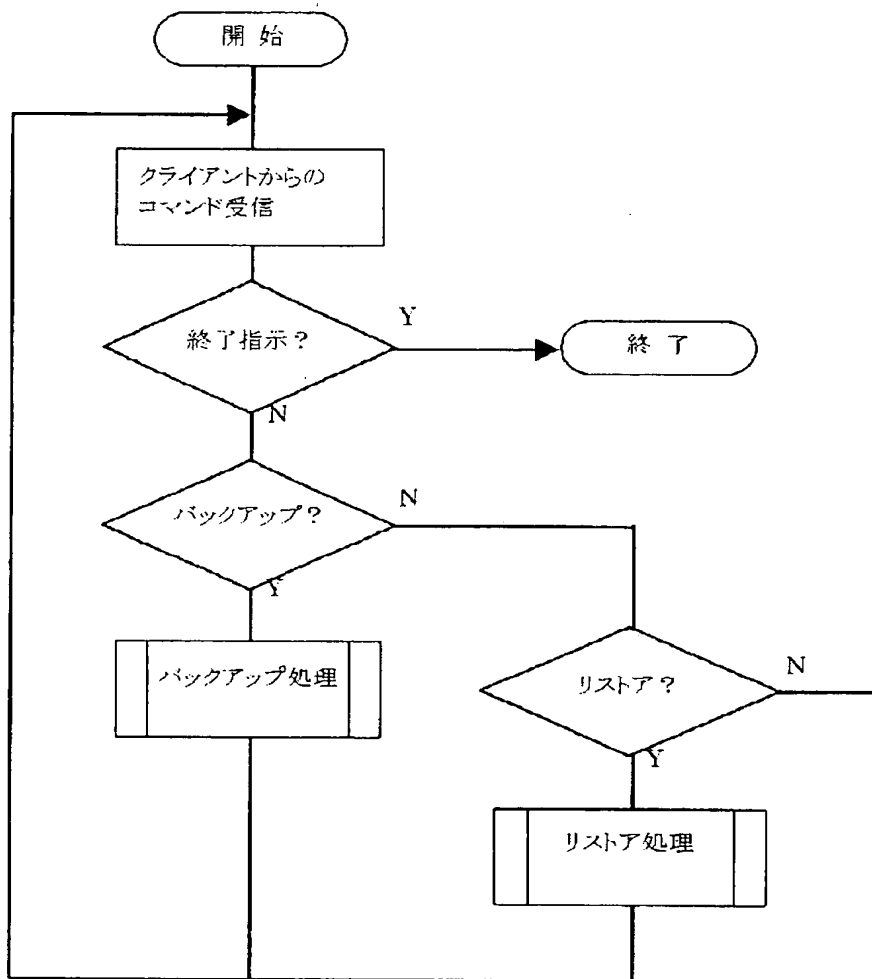 開始
クライアントからの
コマンド受信
終了指示？
Y
終了
N
バックアップ？
N
Y
バックアップ処理
リストア？
N
Y
リストア処理